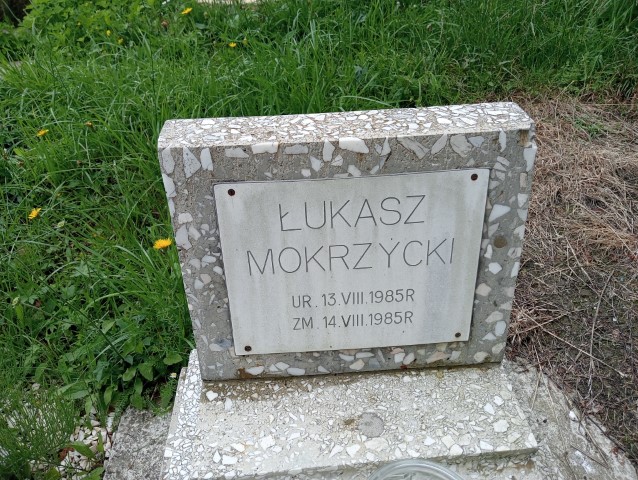 ŁUKASZ
MOKRZYCKI
UR. 13.VIII.1985R
ZM. 14.VIII.1985R